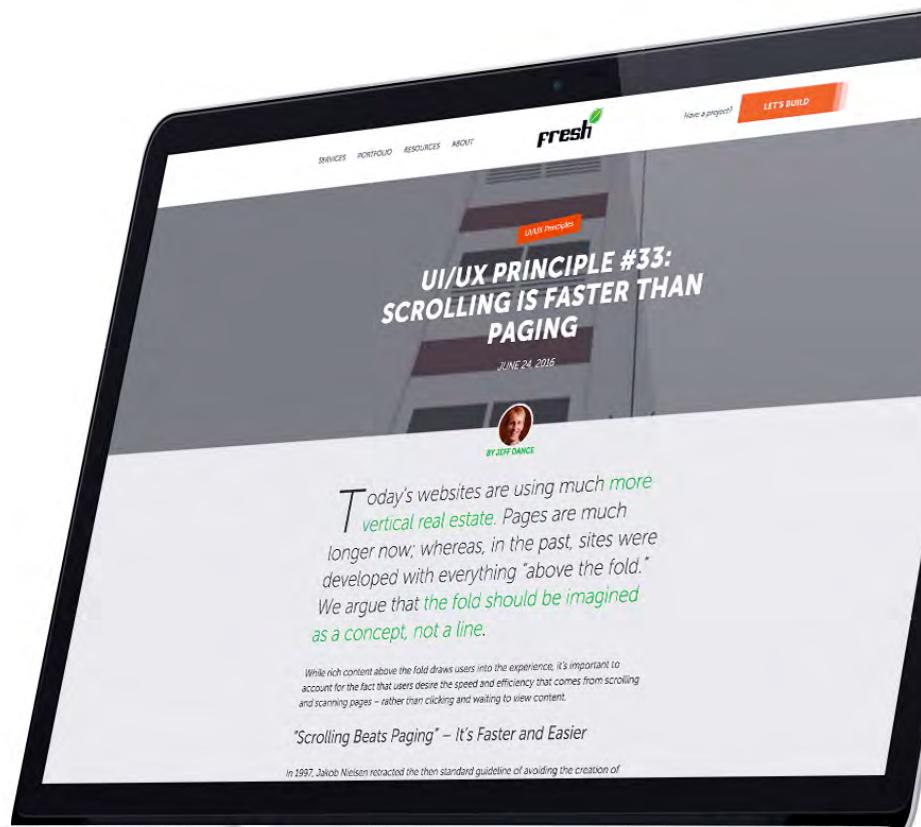 SERVICES PORTFOLIO RESOURCES ABOUT
fresh
Have a project?
LET'S BUILD
UI/UX Principles
UI/UX PRINCIPLE #33:
SCROLLING IS FASTER THAN
PAGING
JUNE 24, 2016
BY JEFF DANCE
Today's websites are using much more
vertical real estate. Pages are much
longer now; whereas, in the past, sites were
developed with everything "above the fold."
We argue that the fold should be imagined
as a concept, not a line.
While rich content above the fold draws users into the experience, it's important to
account for the fact that users desire the speed and efficiency that comes from scrolling
and scanning pages – rather than clicking and waiting to view content.
"Scrolling Beats Paging" – It's Faster and Easier
In 1997, Jakob Nielsen retracted the then standard guideline of avoiding the creation of